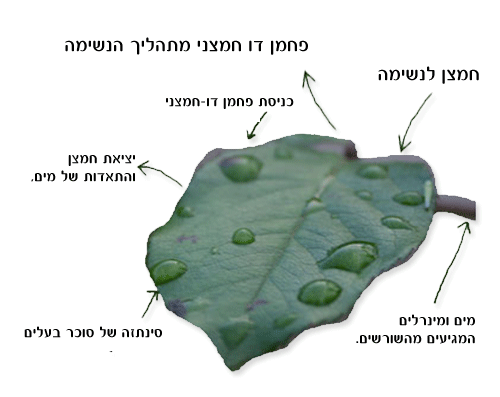 פחמן דו חמצני מתהליך הנשימה
חמצן לנשימה
כניסת פחמן דו-חמצני
יציאת חמצן
והתאדות של מים.
סינתזה של סוכר בעלים
מים ומינרלים
המגיעים מהשורשים.